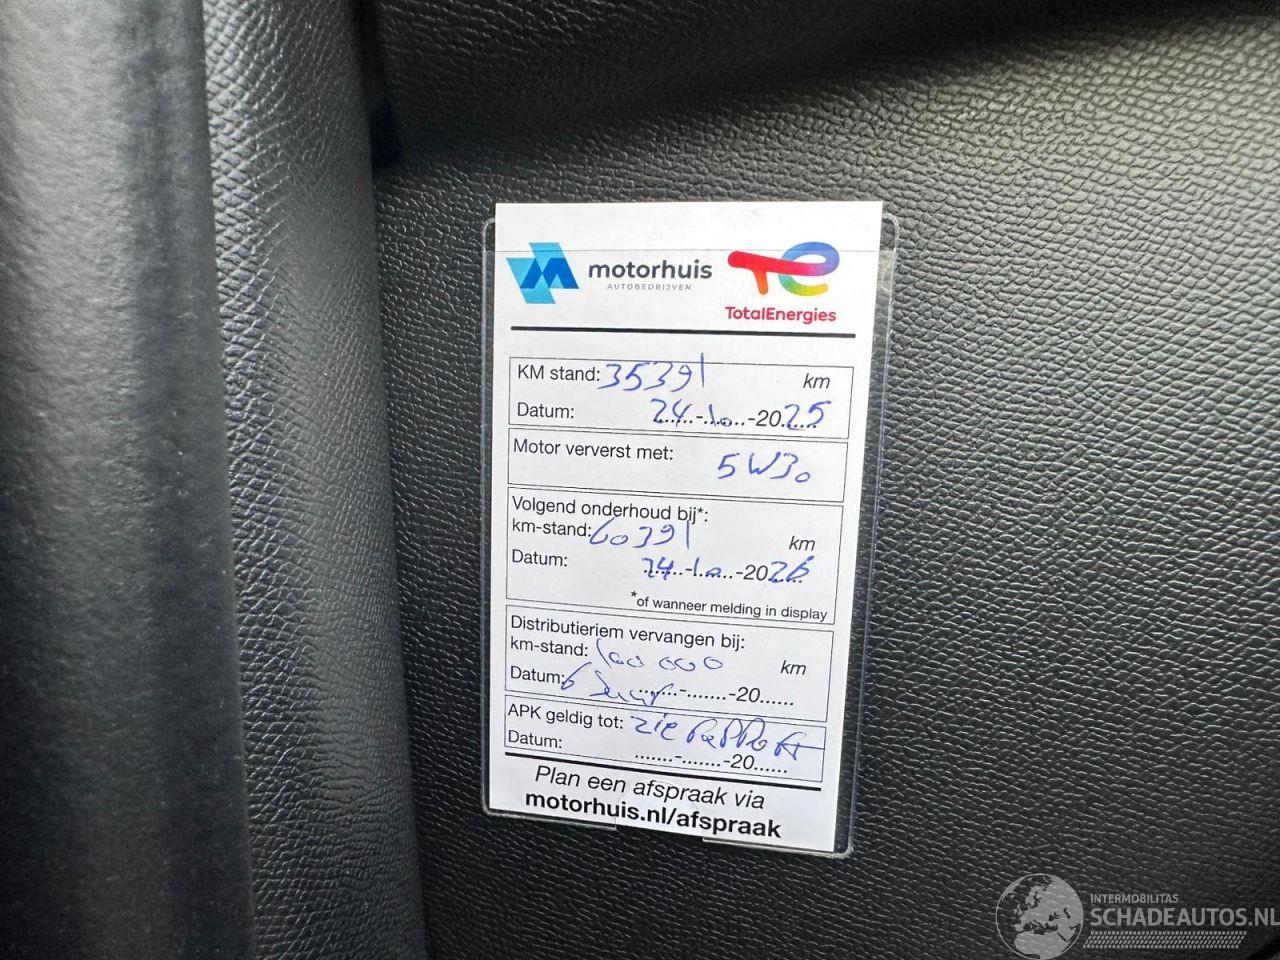 motorhuis
AUTOBEDRIJVEN
TotalEnergies
KM stand: 35391 km
Datum: 24-10-2025
Motor ververst met: 5W30
Volgend onderhoud bij*:
km-stand: 60391 km
Datum: 24-10-2026
*of wanneer melding in display
Distributieriem vervangen bij:
km-stand: 100 000 km
Datum: 6 .......-.......-20......
APK geldig tot: zie rapport
Datum: .......-.......-20......
Plan een afspraak via
motorhuis.nl/afspraak
INTERMOBILITAS
SCHADEAUTOS.NL